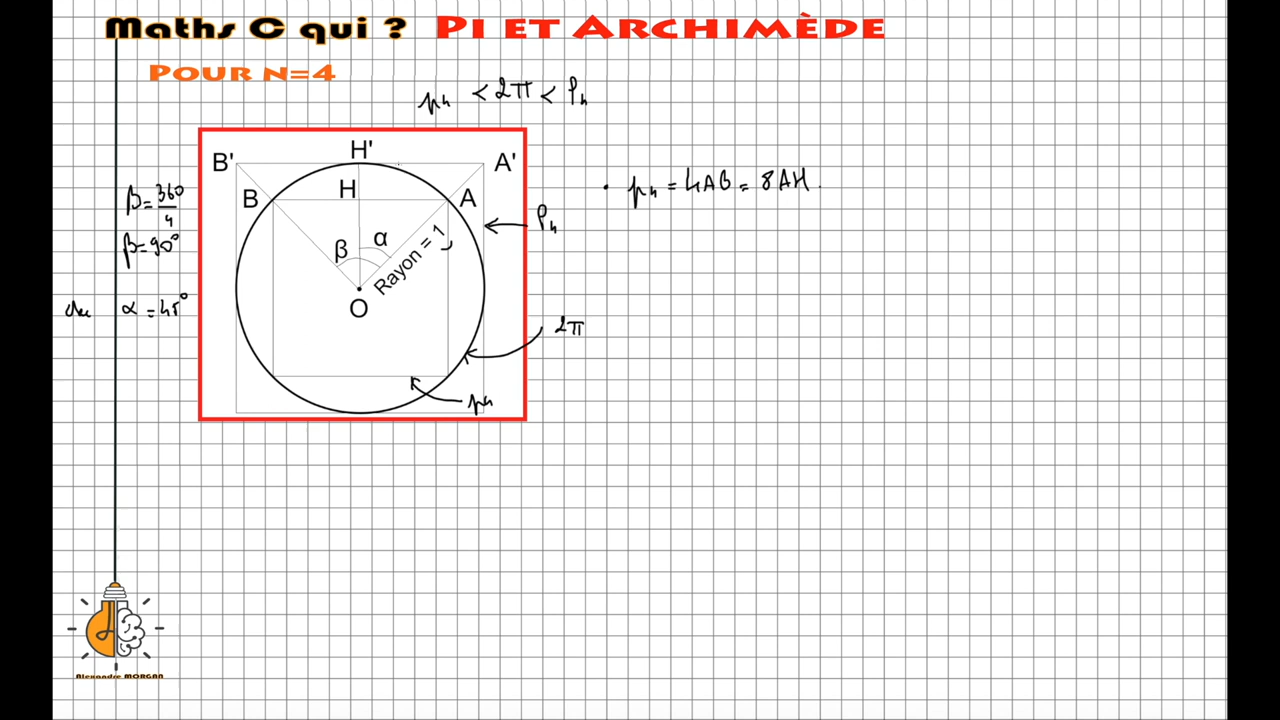 Maths C qui ? Pi et Archimède
Pour n=4
p₄ < 2π < P₄
H'
B'
A'
H
B
A
β = 360/4
β = 90°
α = 45°
α
β
Rayon = 1
O
P₄
2π
p₄
• p₄ = 4AB = 8AH.
Alexandre MORGAN